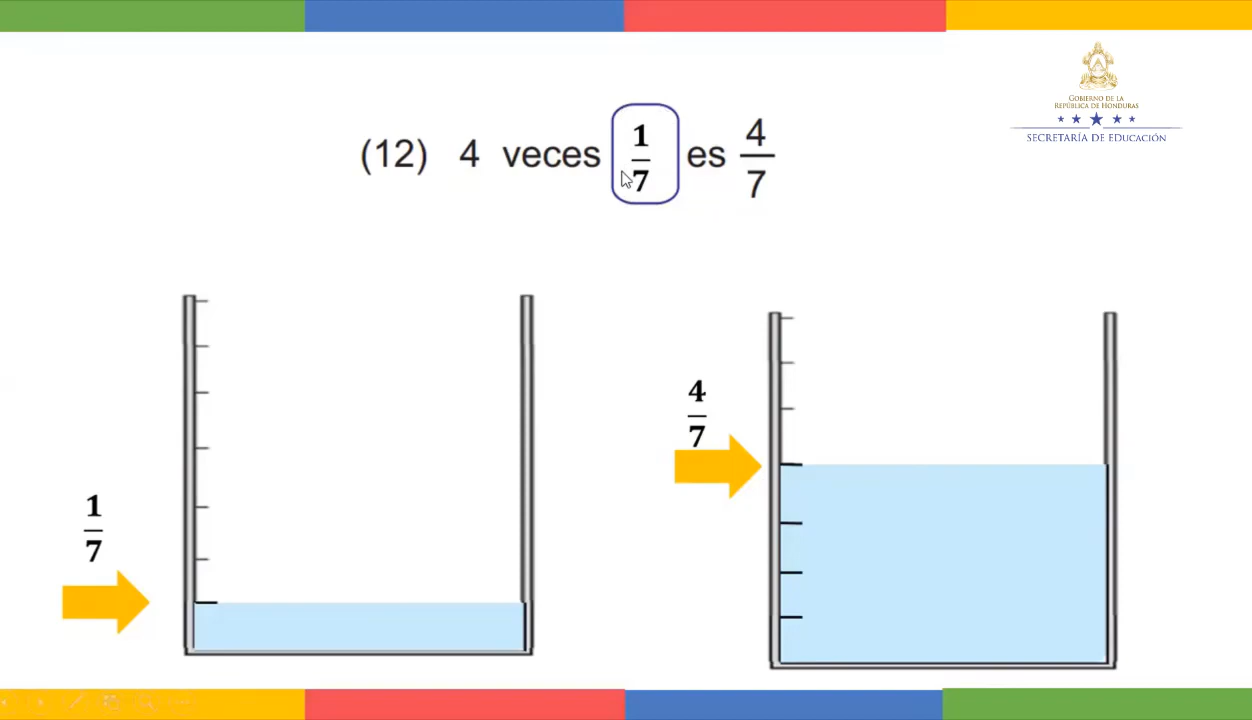 GOBIERNO DE LA
REPÚBLICA DE HONDURAS
SECRETARÍA DE EDUCACIÓN
(12) 4 veces 1/7 es 4/7
4/7
1/7